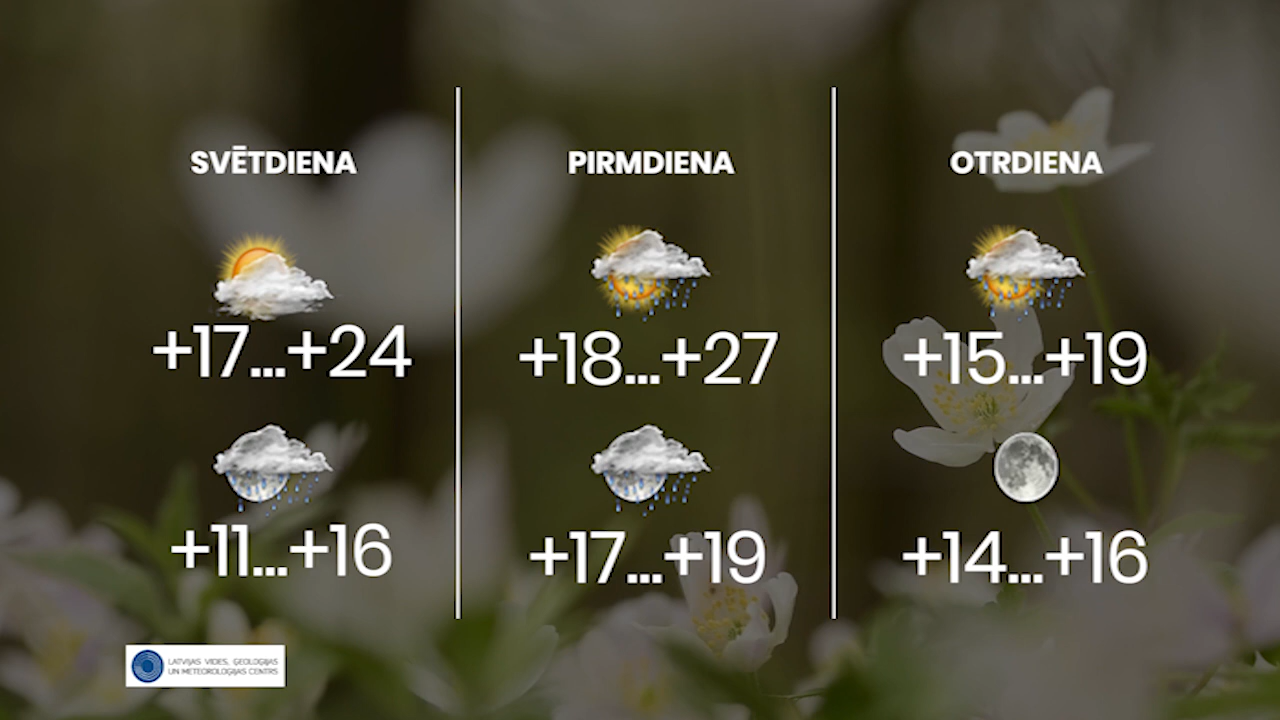 SVĒTDIENA
+17...+24
+11...+16
PIRMDIENA
+18...+27
+17...+19
OTRDIENA
+15...+19
+14...+16
LATVIJAS VIDES, ĢEOLOĢIJAS
UN METEOROLOĢIJAS CENTRS